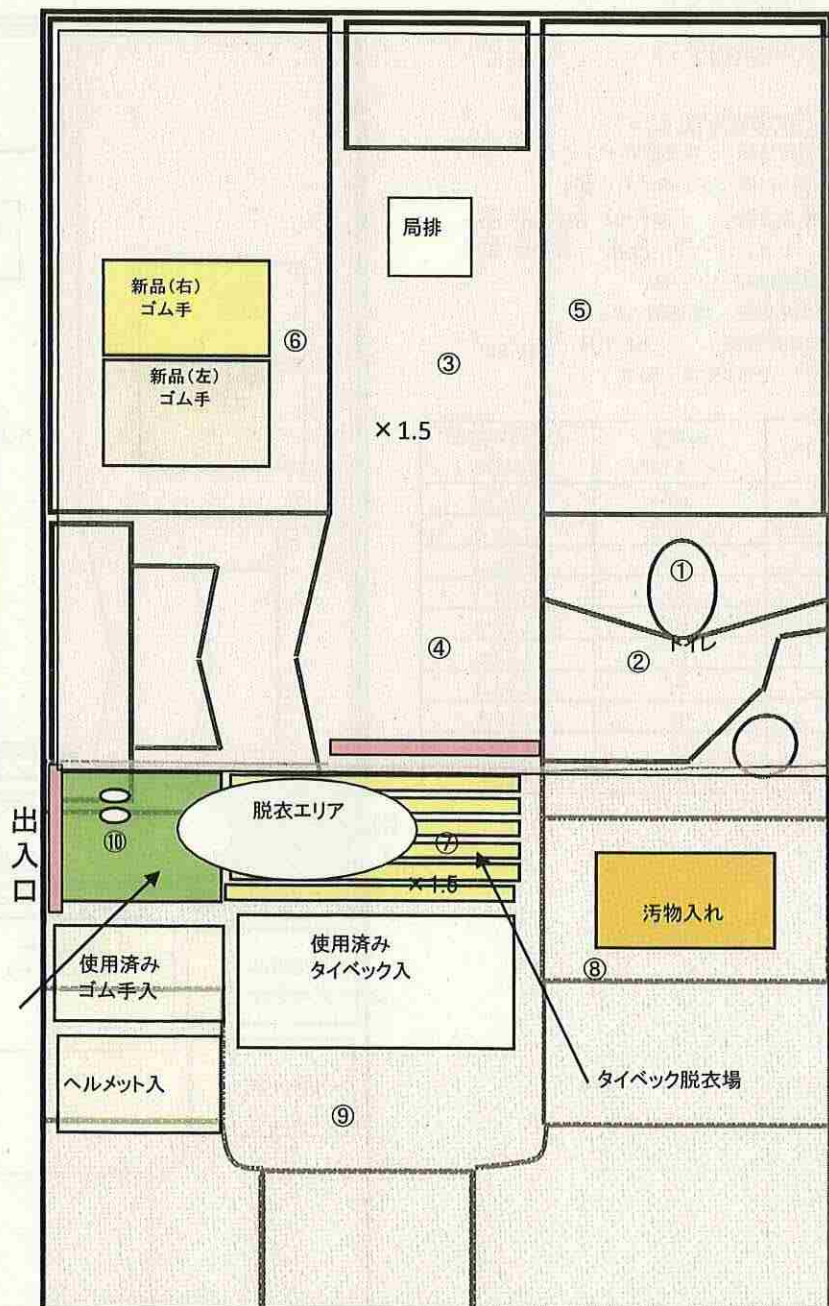 局排
新品(右)
ゴム手
⑤
⑥
新品(左)
ゴム手
③
×1.5
①
トイレ
②
④
出入口
脱衣エリア
⑩
⑦
×1.5
汚物入れ
使用済み
ゴム手入
使用済み
タイベック入
⑧
ヘルメット入
タイベック脱衣場
⑨